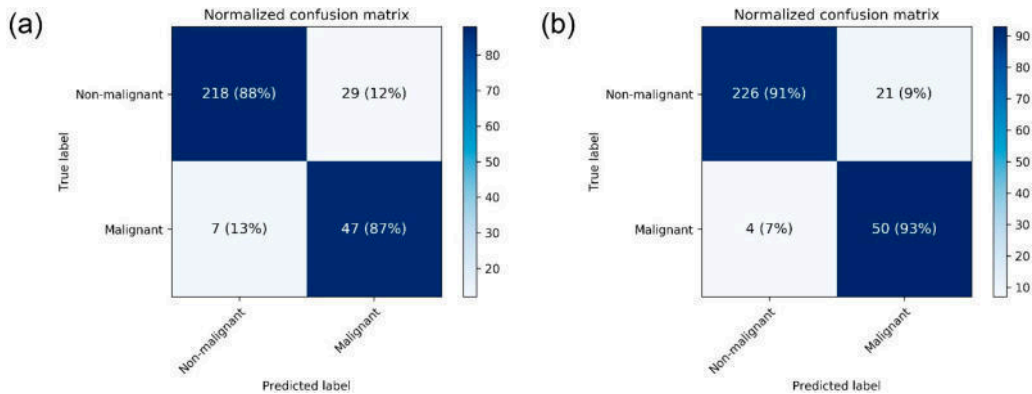 (a)
Normalized confusion matrix
True label
Non-malignant
Malignant
218 (88%)
29 (12%)
7 (13%)
47 (87%)
Non-malignant
Malignant
Predicted label
80
70
60
50
40
30
20
(b)
Normalized confusion matrix
True label
Non-malignant
Malignant
226 (91%)
21 (9%)
4 (7%)
50 (93%)
Non-malignant
Malignant
Predicted label
90
80
70
60
50
40
30
20
10